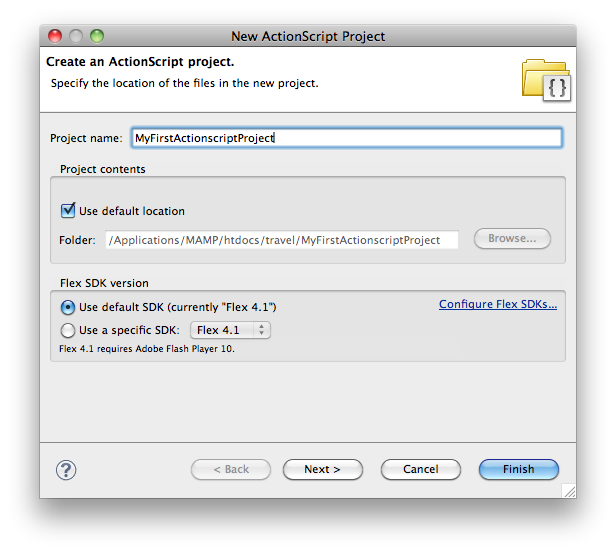 New ActionScript Project
Create an ActionScript project.
Specify the location of the files in the new project.
{ }
Project name: MyFirstActionscriptProject
Project contents
Use default location
Folder: /Applications/MAMP/htdocs/travel/MyFirstActionscriptProject Browse...
Flex SDK version
Use default SDK (currently "Flex 4.1") Configure Flex SDKs...
Use a specific SDK: Flex 4.1
Flex 4.1 requires Adobe Flash Player 10.
? < Back Next > Cancel Finish